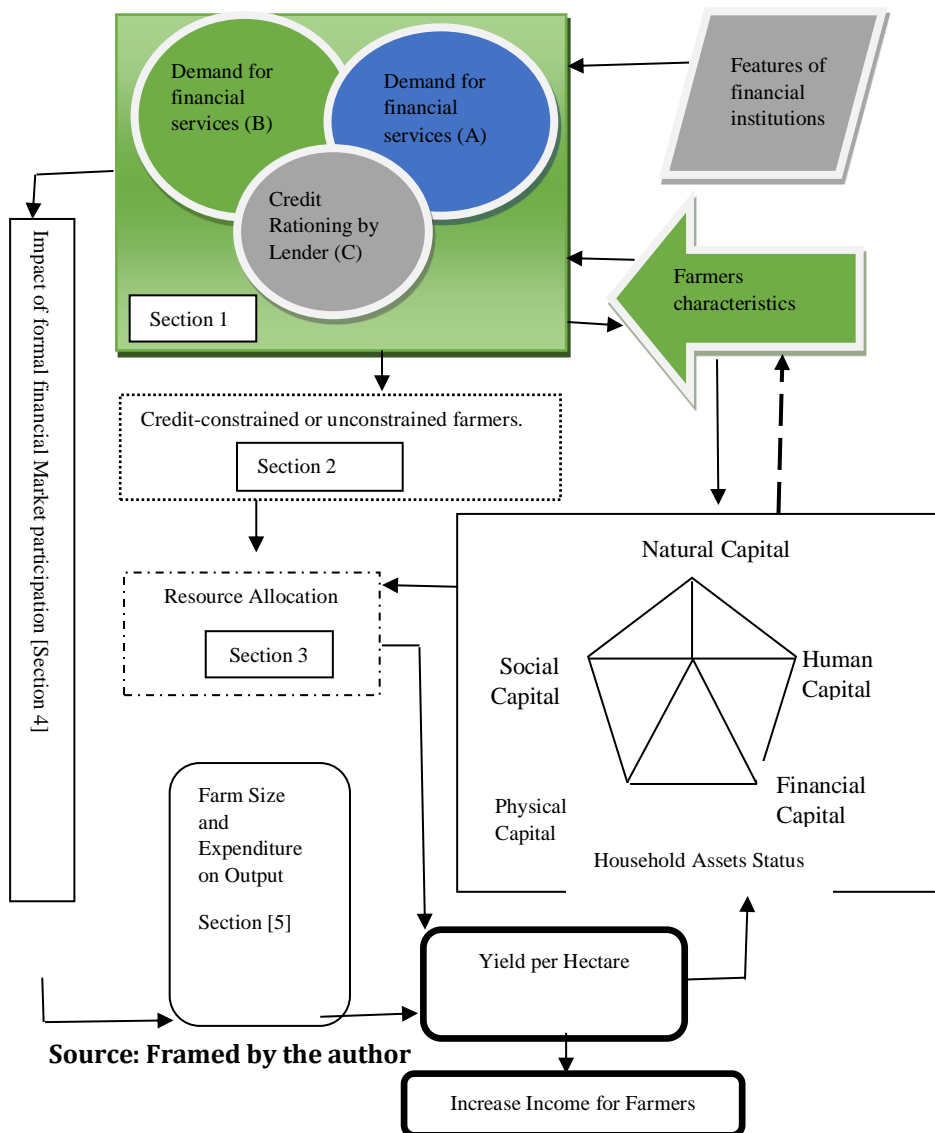 Demand for
financial
services (B)
Demand for
financial
services (A)
Features of
financial
institutions
Credit
Rationing by
Lender (C)
Section 1
Farmers
characteristics
Impact of formal financial Market participation [Section 4]
Credit-constrained or unconstrained farmers.
Section 2
Resource Allocation
Section 3
Natural Capital
Social
Capital
Human
Capital
Physical
Capital
Financial
Capital
Household Assets Status
Farm Size
and
Expenditure
on Output
Section [5]
Yield per Hectare
Source: Framed by the author
Increase Income for Farmers